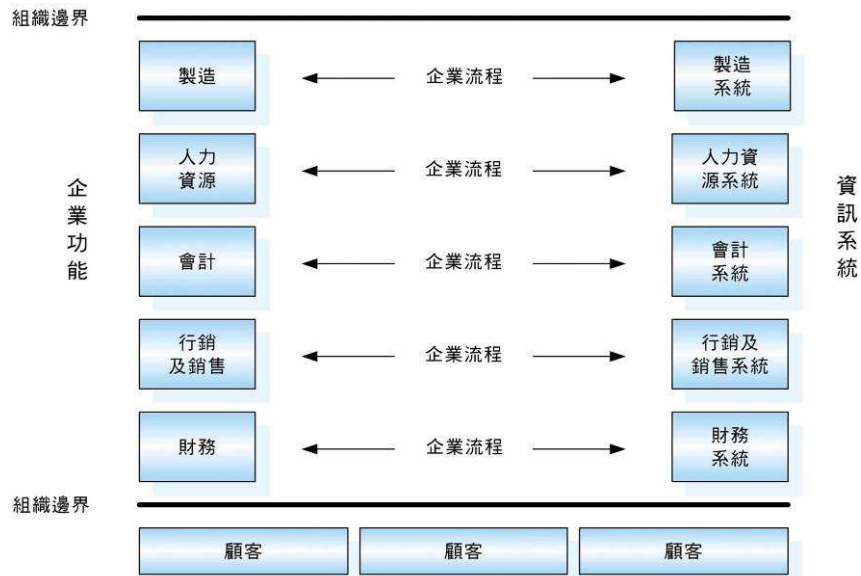 組織邊界
製造
企業流程
製造
系統
人力
資源
企業流程
人力資
源系統
企業功能
資訊系統
會計
企業流程
會計
系統
行銷
及銷售
企業流程
行銷及
銷售系統
財務
企業流程
財務
系統
組織邊界
顧客
顧客
顧客